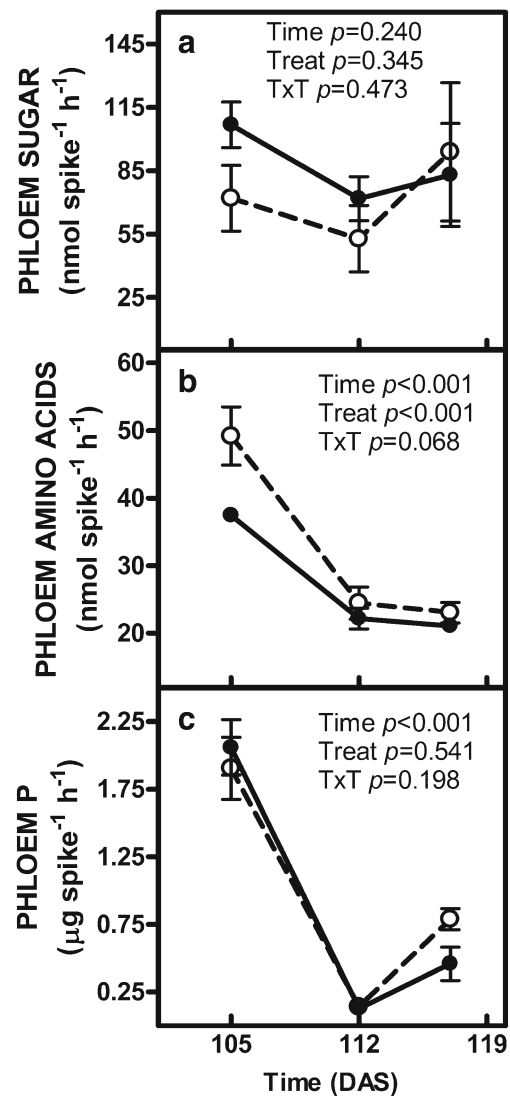 a
Time p=0.240
Treat p=0.345
TxT p=0.473
PHLOEM SUGAR
(nmol spike⁻¹ h⁻¹)
145
115
85
55
25
b
Time p<0.001
Treat p<0.001
TxT p=0.068
PHLOEM AMINO ACIDS
(nmol spike⁻¹ h⁻¹)
60
50
40
30
20
c
Time p<0.001
Treat p=0.541
TxT p=0.198
PHLOEM P
(µg spike⁻¹ h⁻¹)
2.25
1.75
1.25
0.75
0.25
105 112 119
Time (DAS)